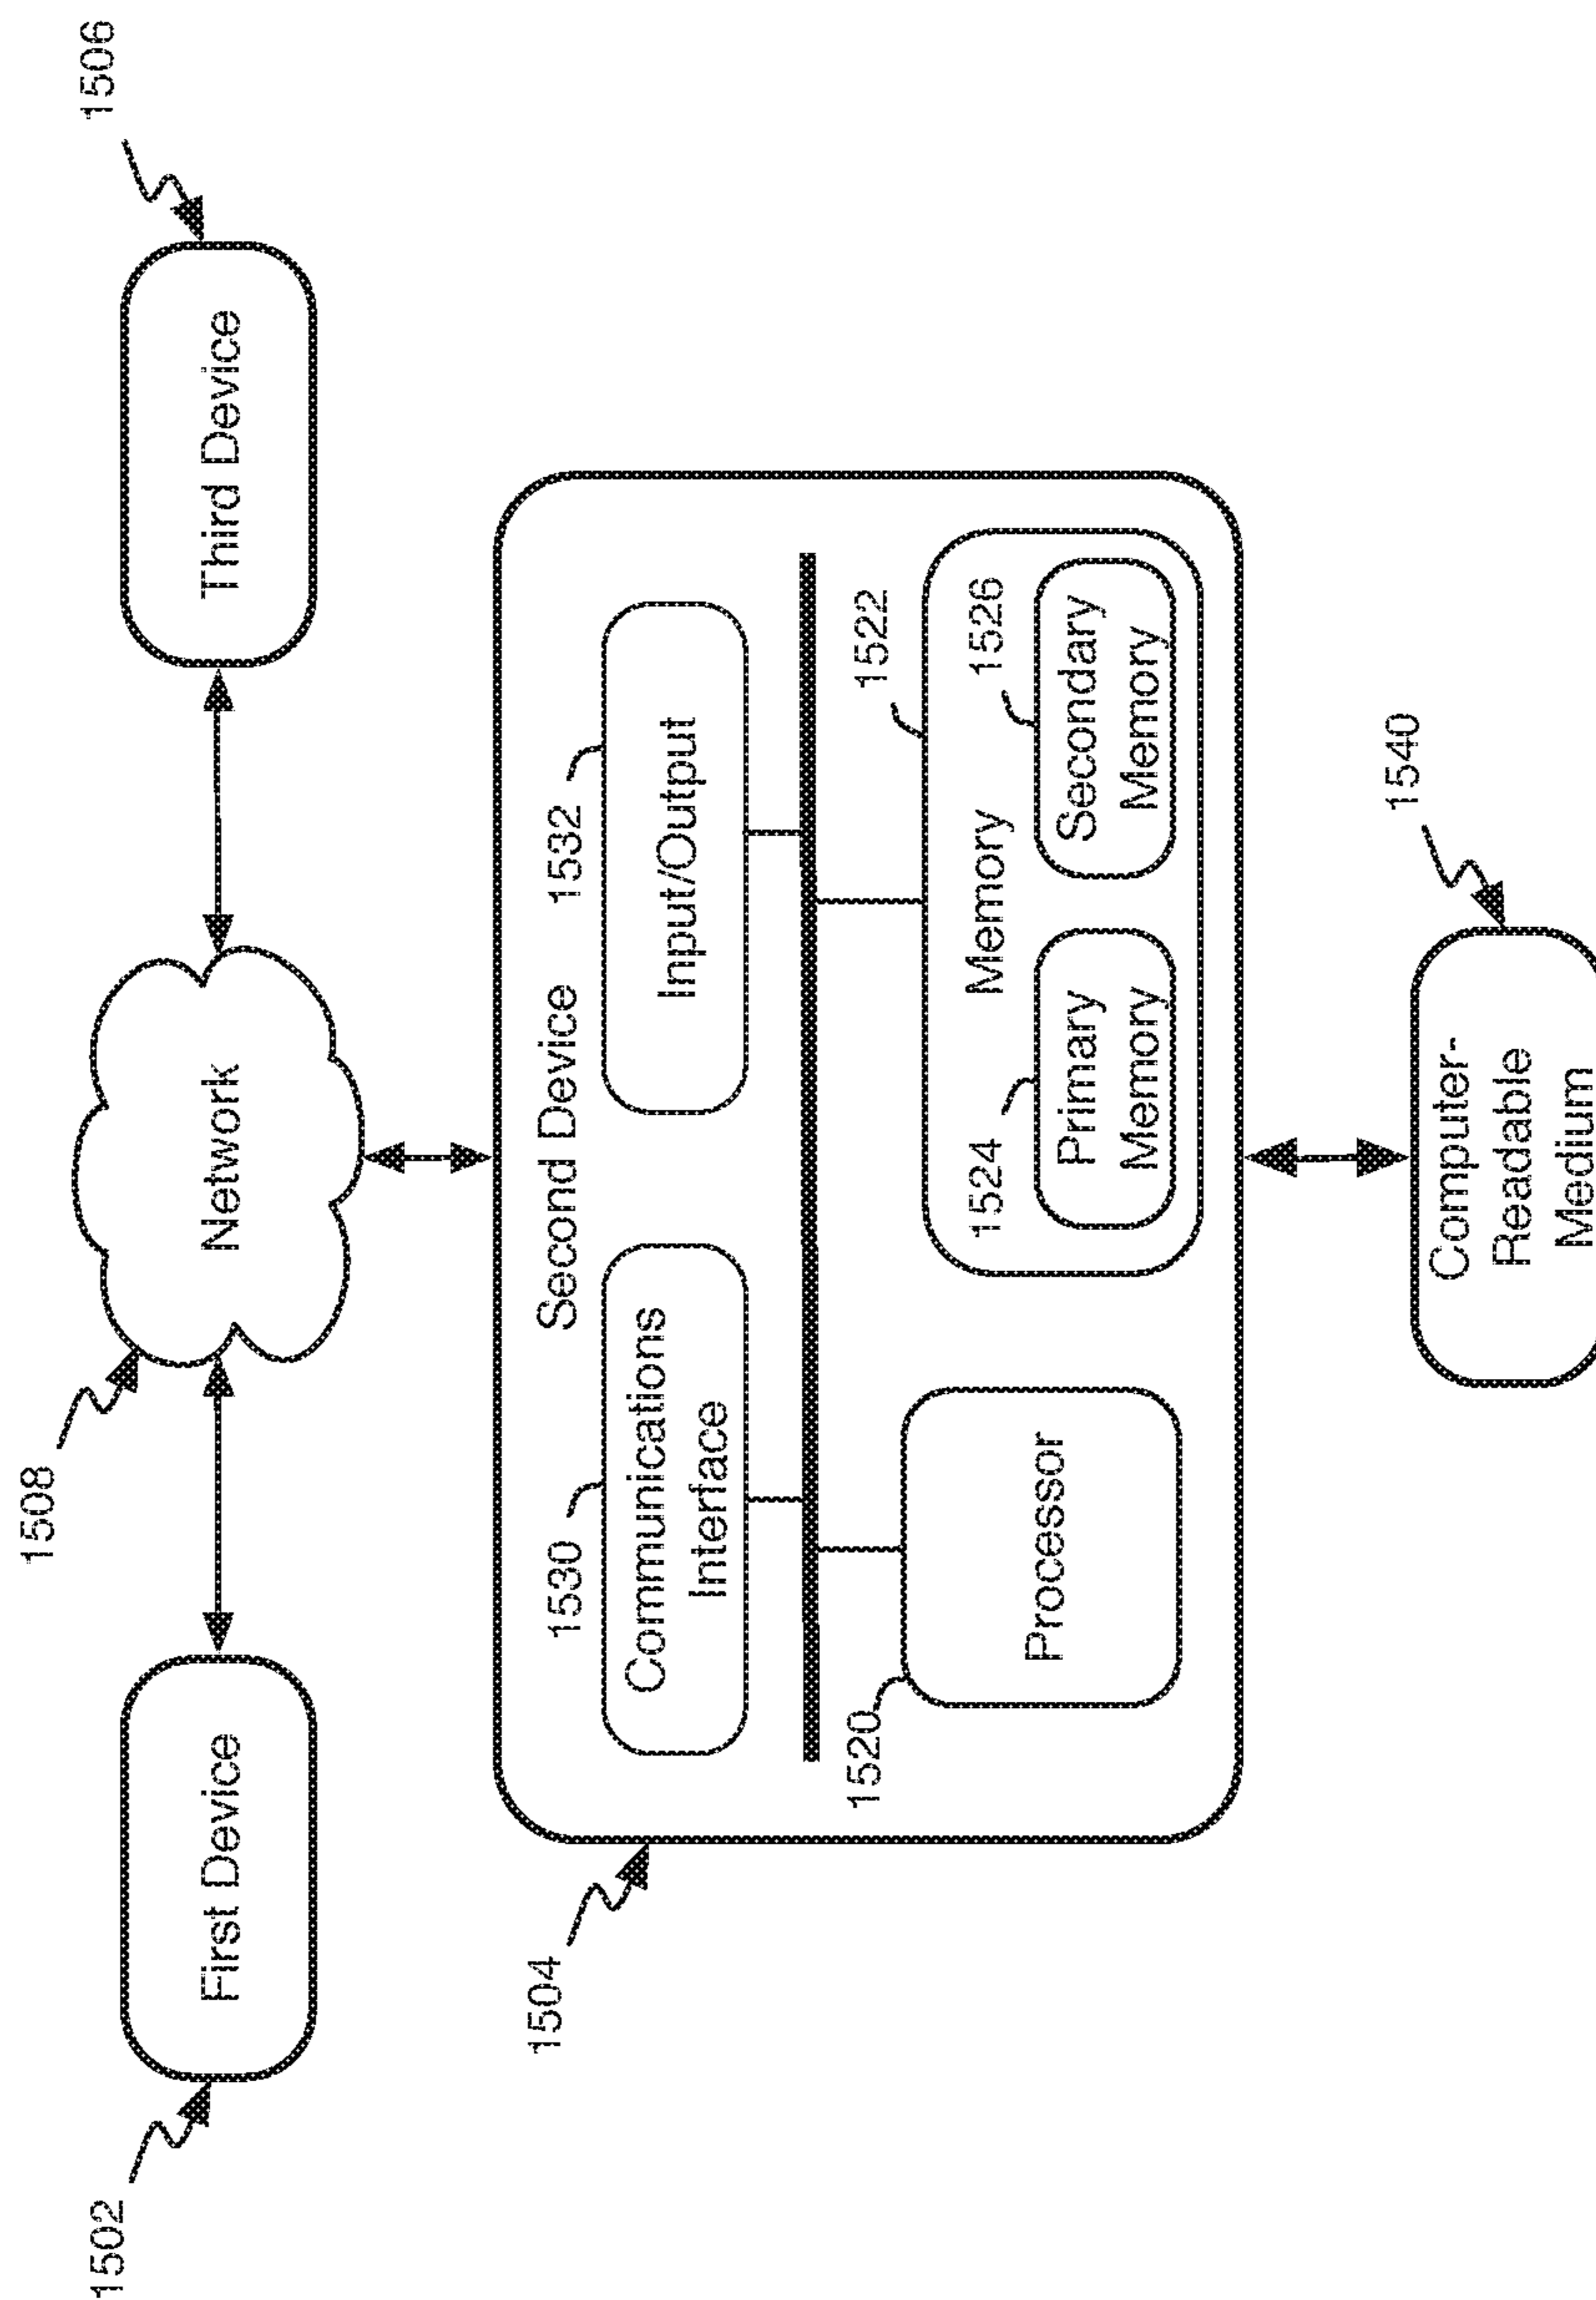 1508
1502
First Device
Network
Third Device
1506
1504
Second Device
1530
Communications
Interface
1532
Input/Output
1520
Processor
1522
Memory
1524
Primary
Memory
1526
Secondary
Memory
1540
Computer-
Readable
Medium